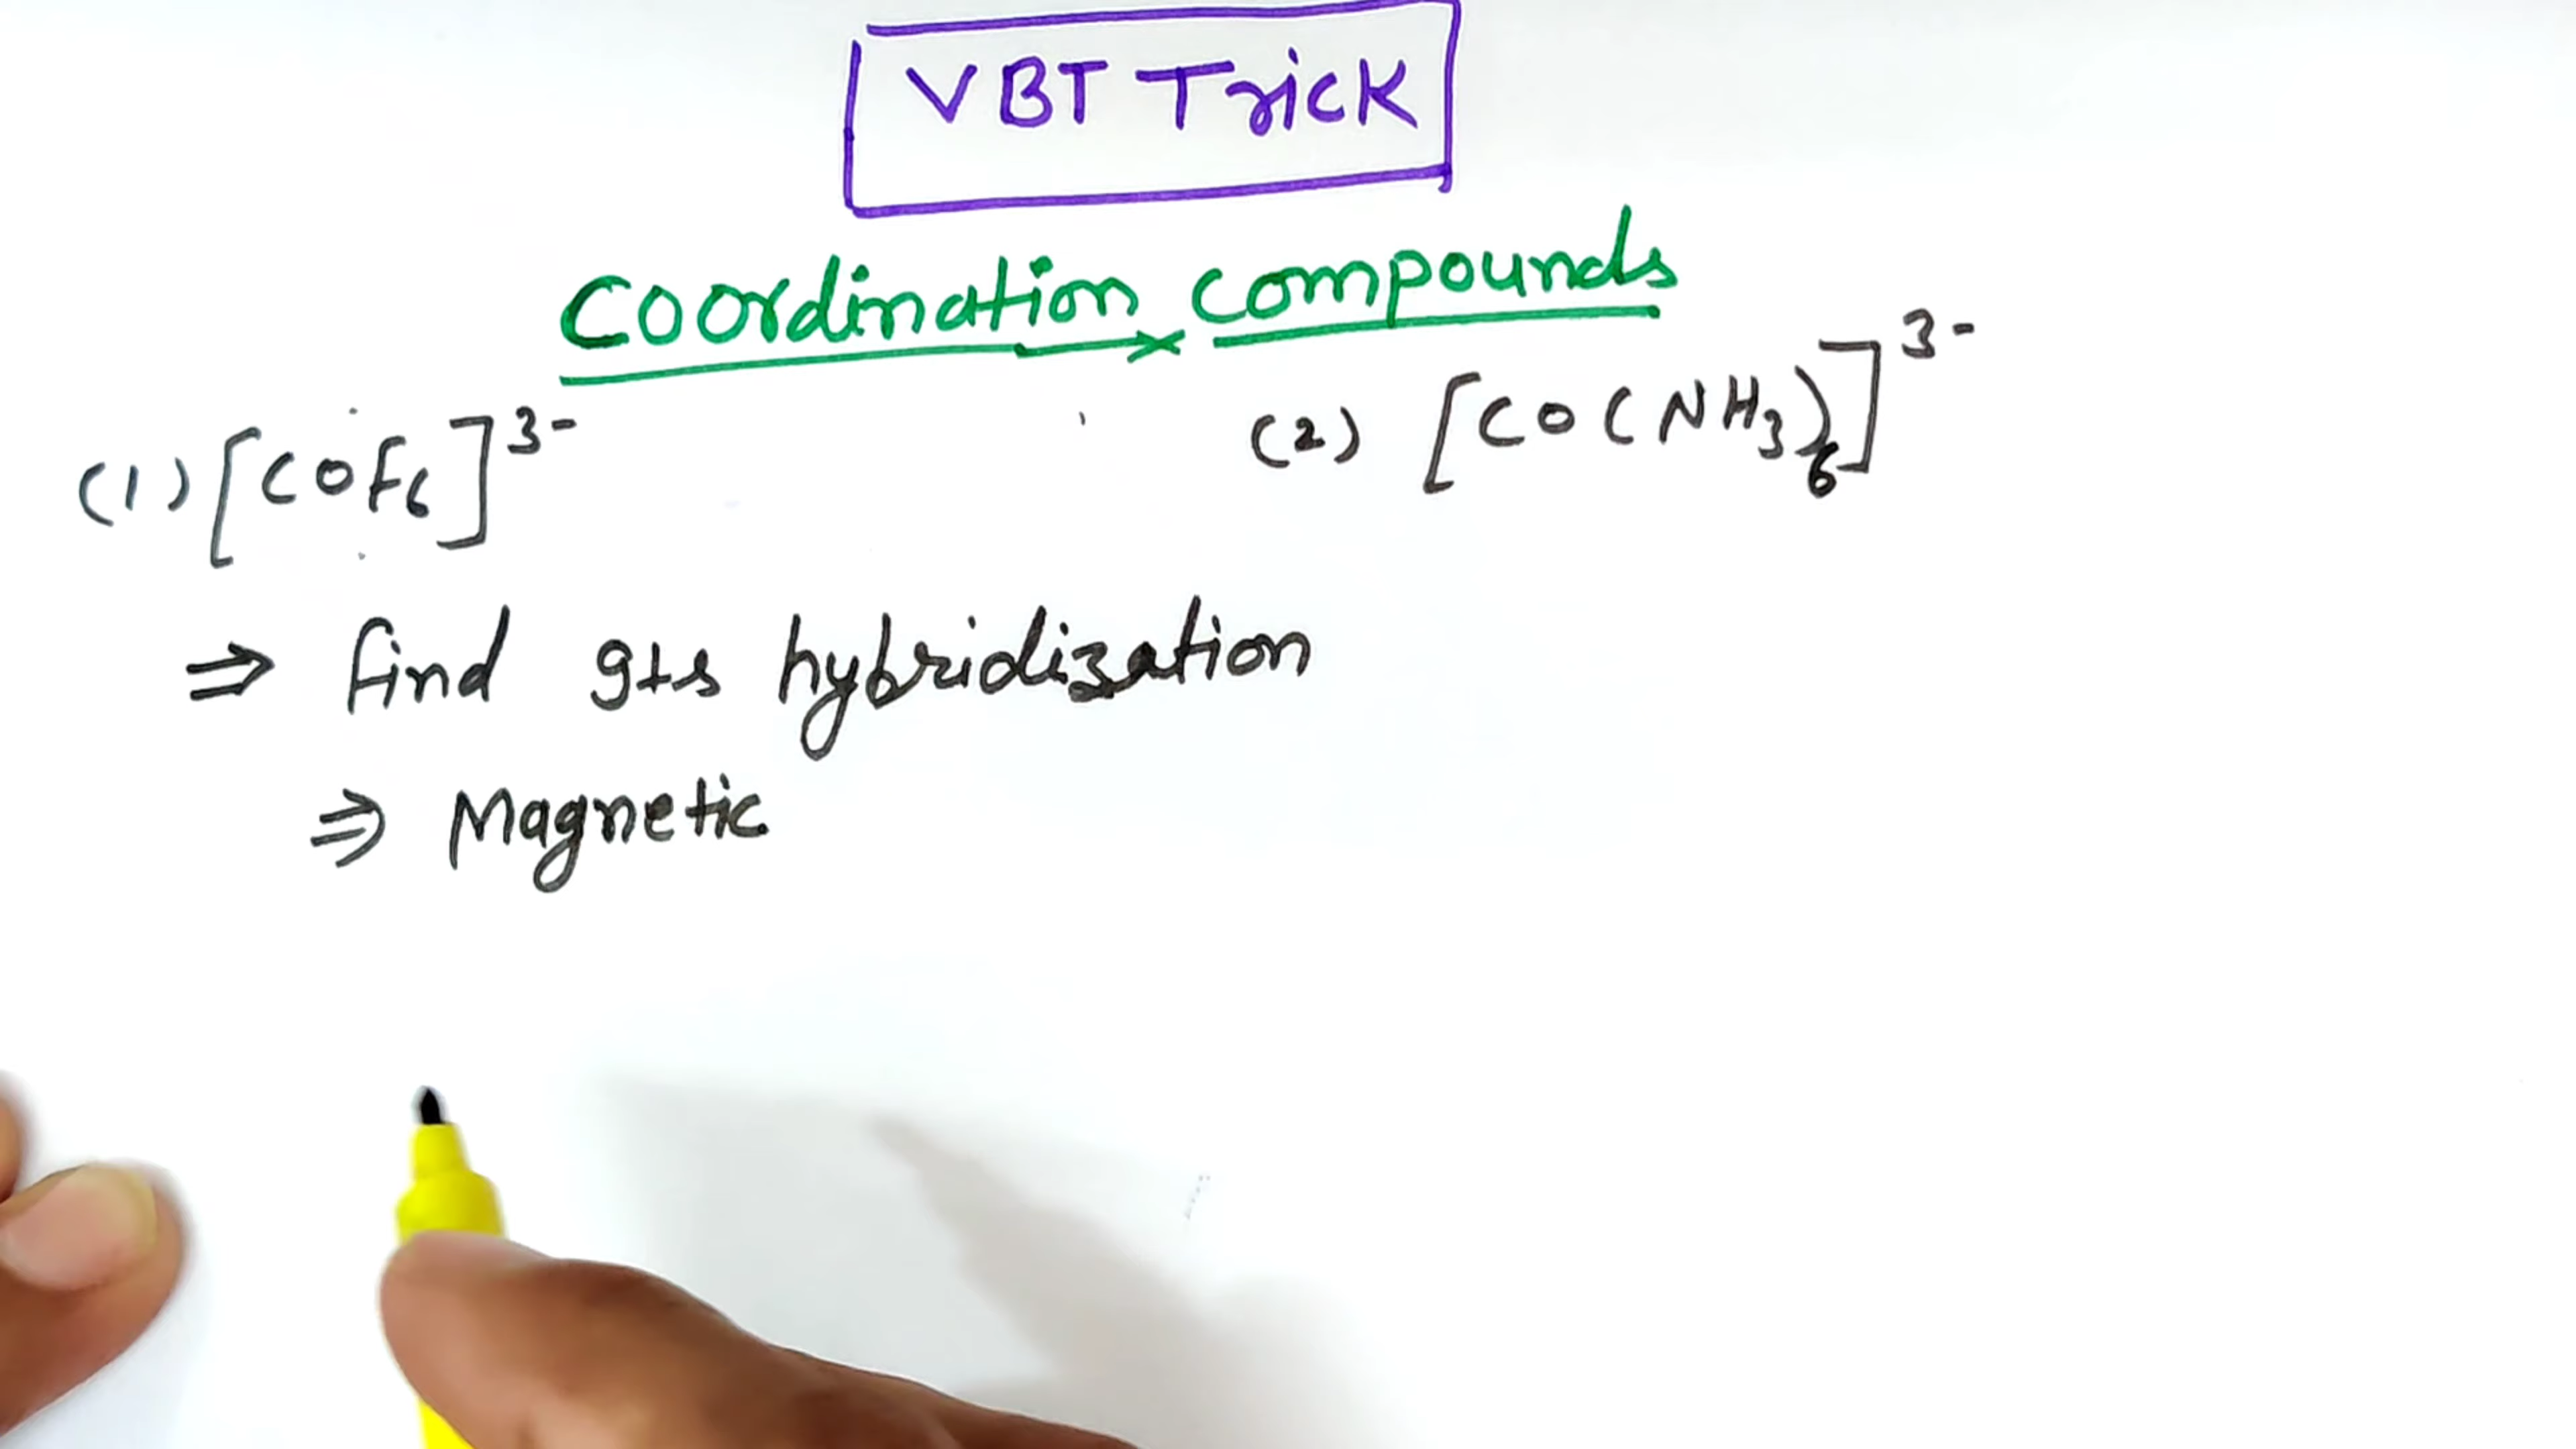 VBT Trick
Coordination compounds
(1) [COF6]3-
(2) [CO(NH3)6]3-
⇒ find its hybridization
⇒ Magnetic